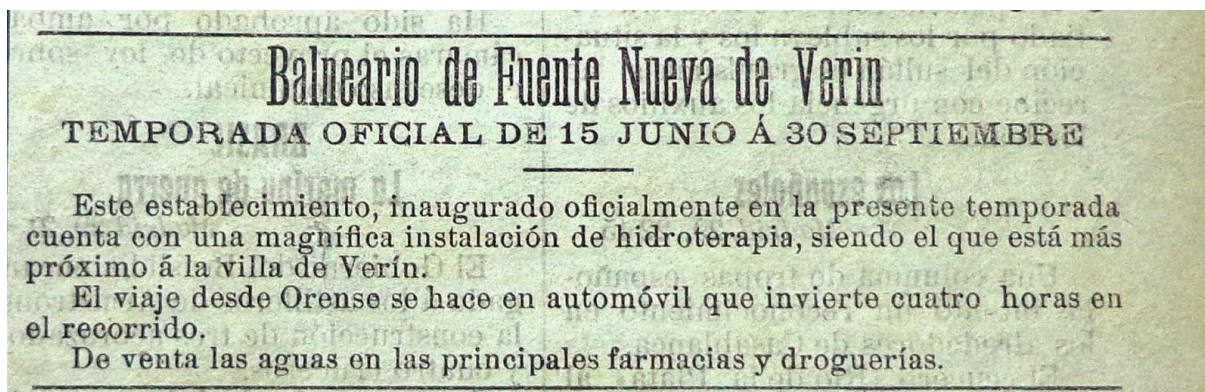 Balneario de Fuente Nueva de Verin
TEMPORADA OFICIAL DE 15 JUNIO Á 30 SEPTIEMBRE
Este establecimiento, inaugurado oficialmente en la presente temporada
cuenta con una magnífica instalación de hidroterapia, siendo el que está más
próximo á la villa de Verín.
El viaje desde Orense se hace en automóvil que invierte cuatro horas en
el recorrido.
De venta las aguas en las principales farmacias y droguerías.